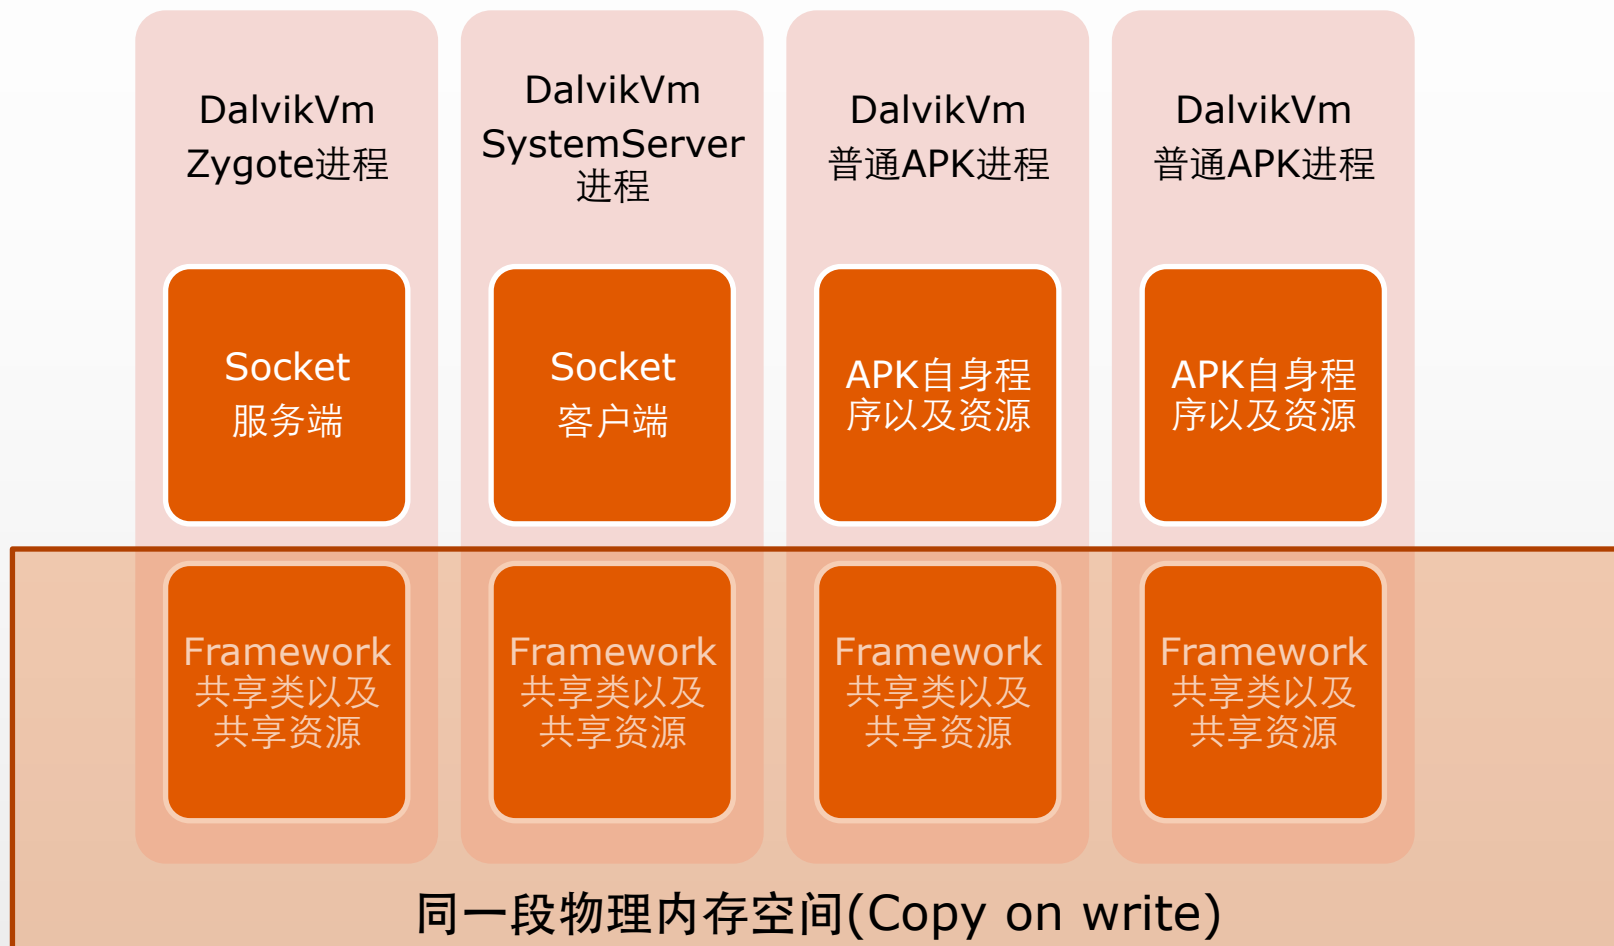 DalvikVm
Zygote进程
DalvikVm
SystemServer
进程
DalvikVm
普通APK进程
DalvikVm
普通APK进程
Socket
服务端
Socket
客户端
APK自身程
序以及资源
APK自身程
序以及资源
Framework
共享类以及
共享资源
Framework
共享类以及
共享资源
Framework
共享类以及
共享资源
Framework
共享类以及
共享资源
同一段物理内存空间(Copy on write)